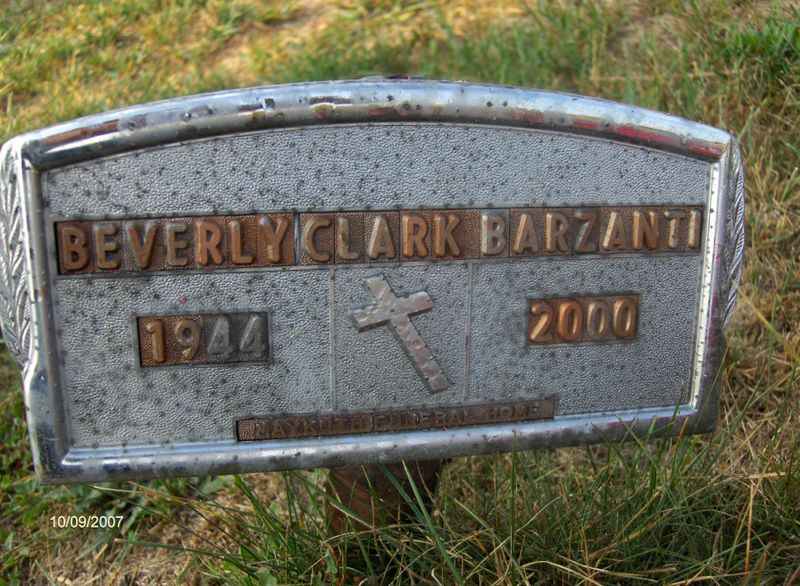 BEVERLY CLARK BARZANTI
1944 2000
FUNERAL HOME
10/09/2007